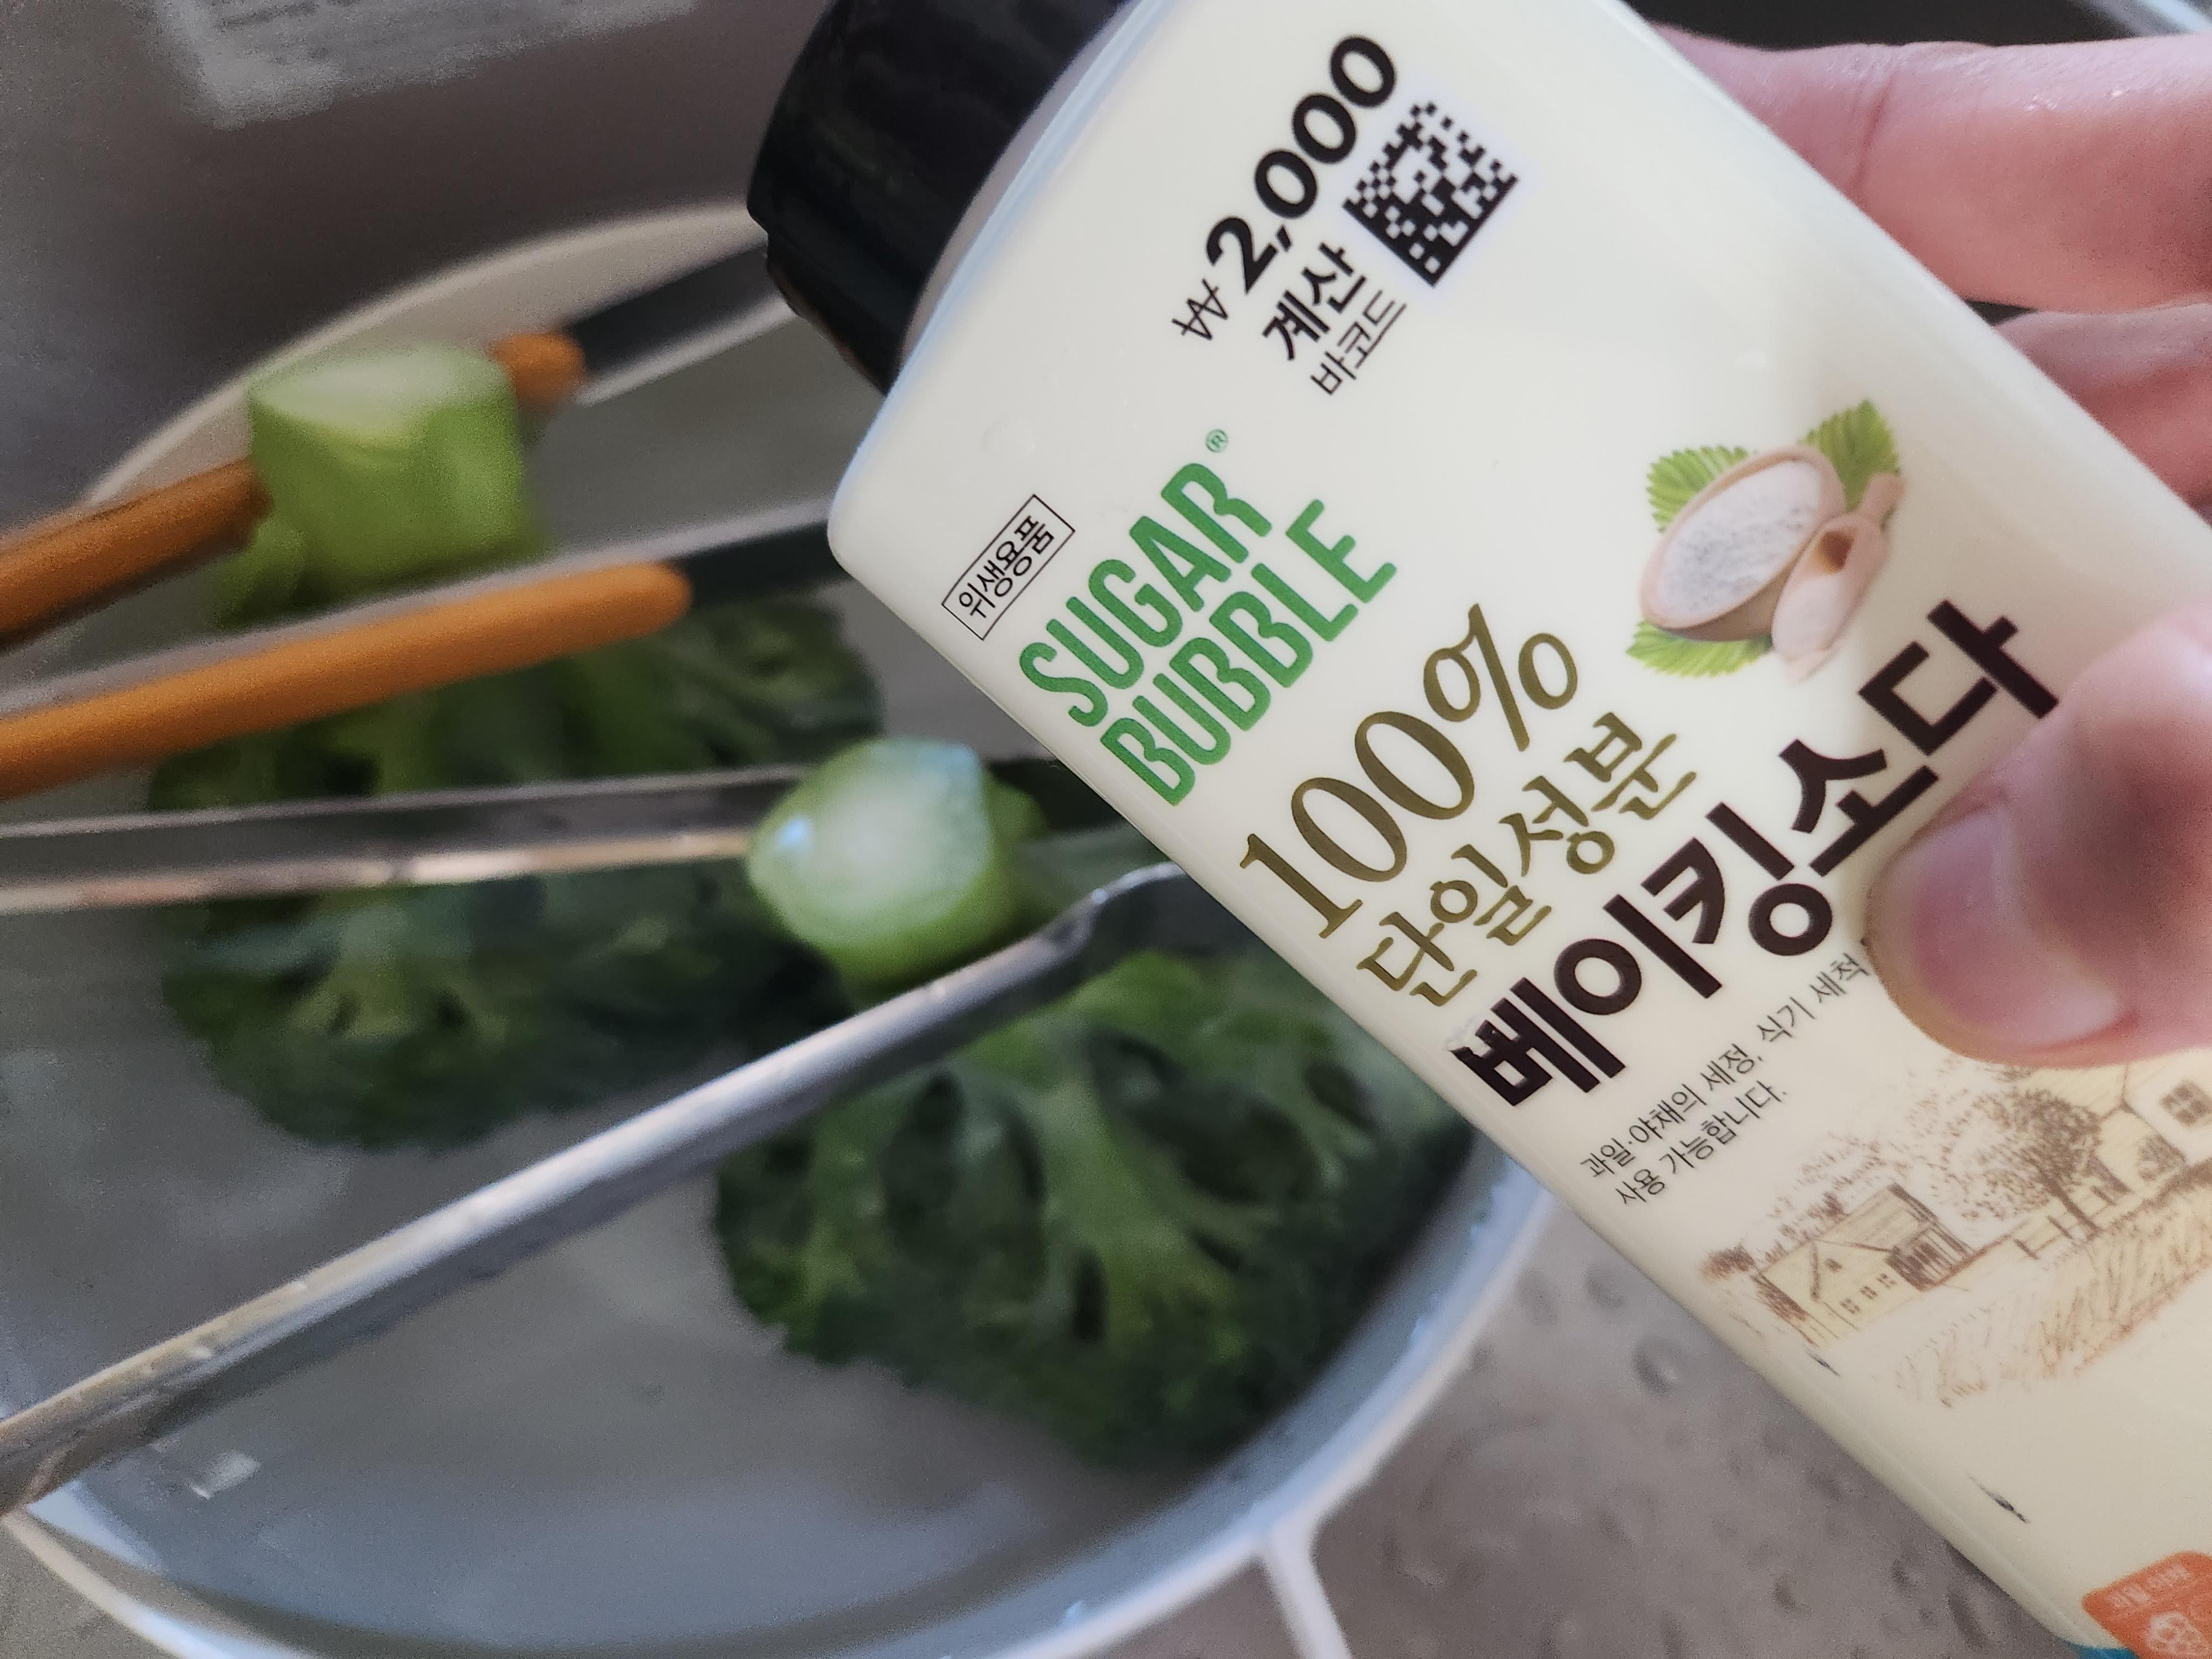 ₩2,000
계산
바코드
위생용품
SUGAR®
BUBBLE
100%
단일성분
베이킹소다
과일·야채의 세정, 식기 세척
사용 가능합니다.